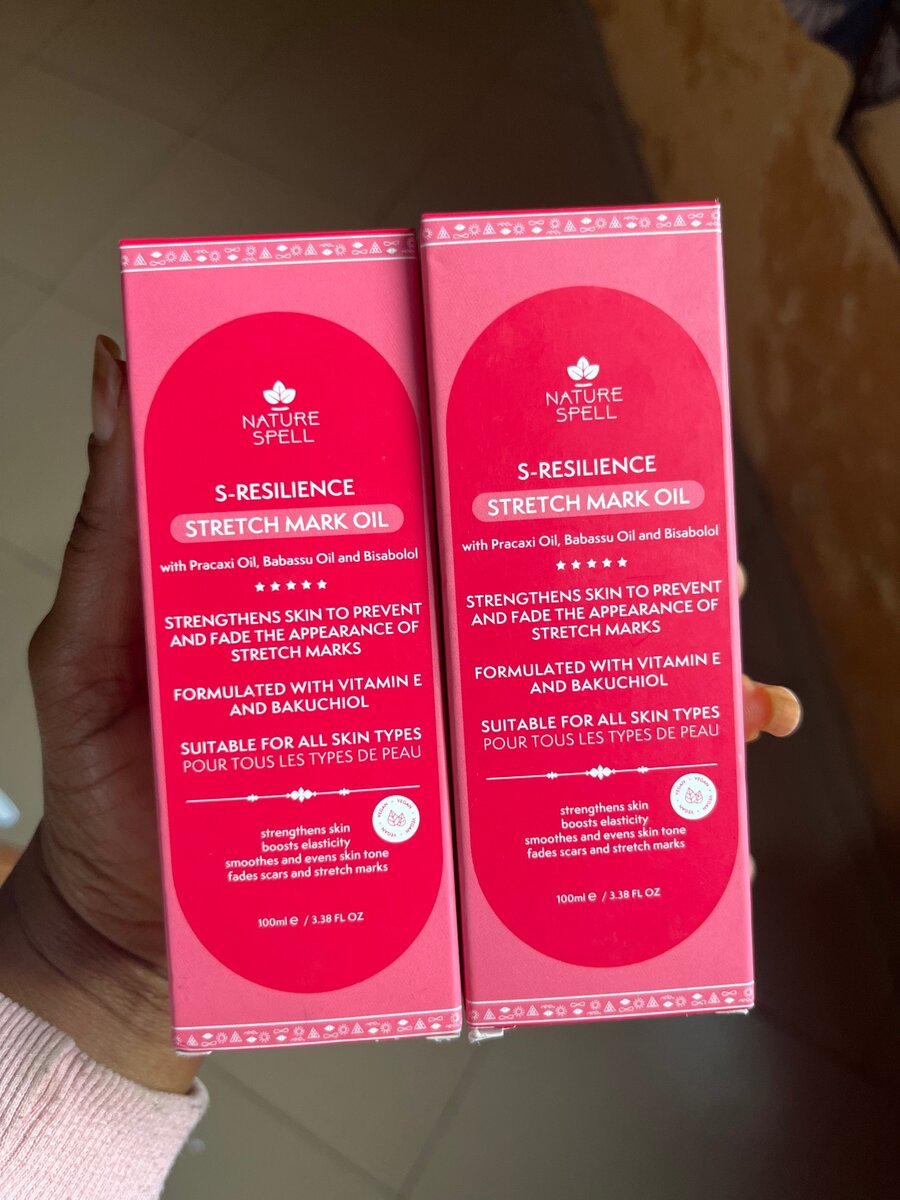 NATURE
SPELL
S-RESILIENCE
STRETCH MARK OIL
with Pracaxi Oil, Babassu Oil and Bisabolol
STRENGTHENS SKIN TO PREVENT
AND FADE THE APPEARANCE OF
STRETCH MARKS
FORMULATED WITH VITAMIN E
AND BAKUCHIOL
SUITABLE FOR ALL SKIN TYPES
POUR TOUS LES TYPES DE PEAU
VEGAN · VEGAN · VEGAN
strengthens skin
boosts elasticity
smoothes and evens skin tone
fades scars and stretch marks
100ml e / 3.38 FL OZ
NATURE
SPELL
S-RESILIENCE
STRETCH MARK OIL
with Pracaxi Oil, Babassu Oil and Bisabolol
STRENGTHENS SKIN TO PREVENT
AND FADE THE APPEARANCE OF
STRETCH MARKS
FORMULATED WITH VITAMIN E
AND BAKUCHIOL
SUITABLE FOR ALL SKIN TYPES
POUR TOUS LES TYPES DE PEAU
VEGAN · VEGAN · VEGAN
strengthens skin
boosts elasticity
smoothes and evens skin tone
fades scars and stretch marks
100ml e / 3.38 FL OZ